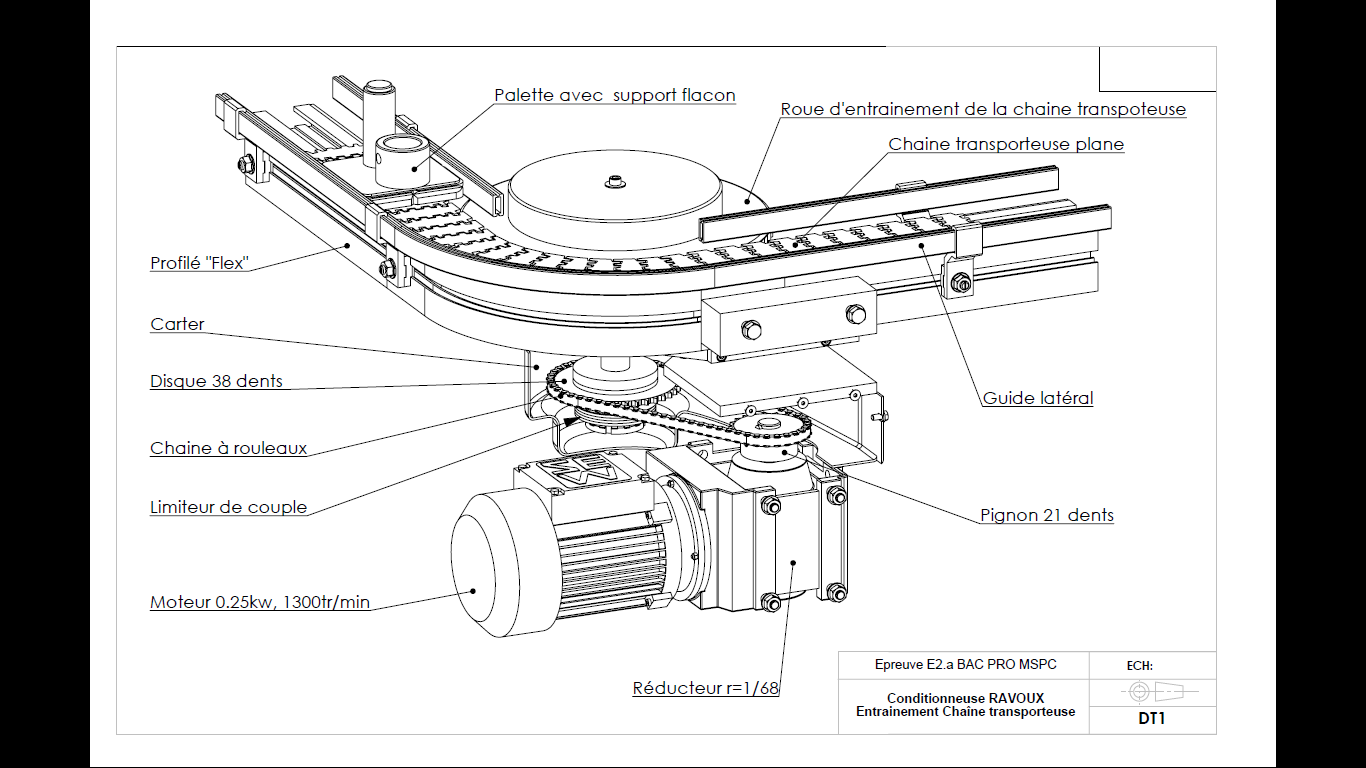 Palette avec support flacon
Roue d'entrainement de la chaine transpoteuse
Chaine transporteuse plane
Profilé "Flex"
Carter
Disque 38 dents
Guide latéral
Chaine à rouleaux
Limiteur de couple
Pignon 21 dents
Moteur 0.25kw, 1300tr/min
Réducteur r=1/68
Epreuve E2.a BAC PRO MSPC
ECH:
Conditionneuse RAVOUX
Entrainement Chaîne transporteuse
DT1